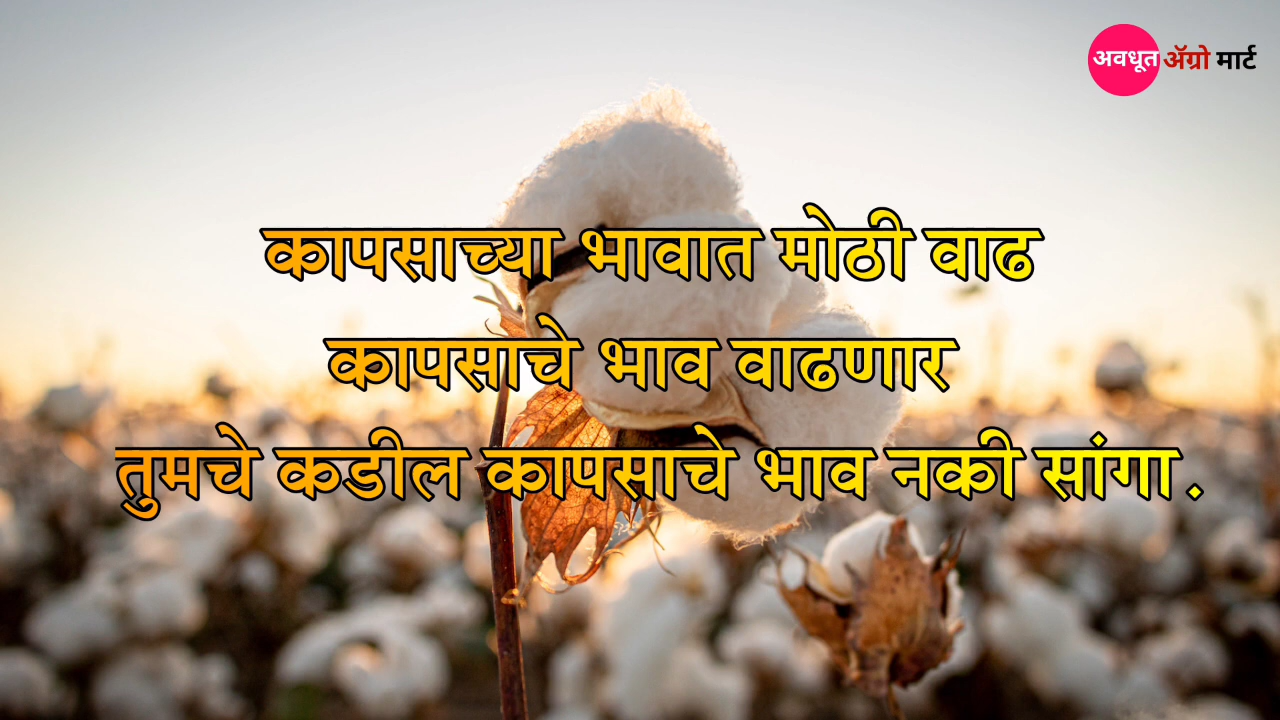 अवधूत ॲग्रो मार्ट
कापसाच्या भावात मोठी वाढ
कापसाचे भाव वाढणार
तुमचे कडील कापसाचे भाव नकी सांगा.